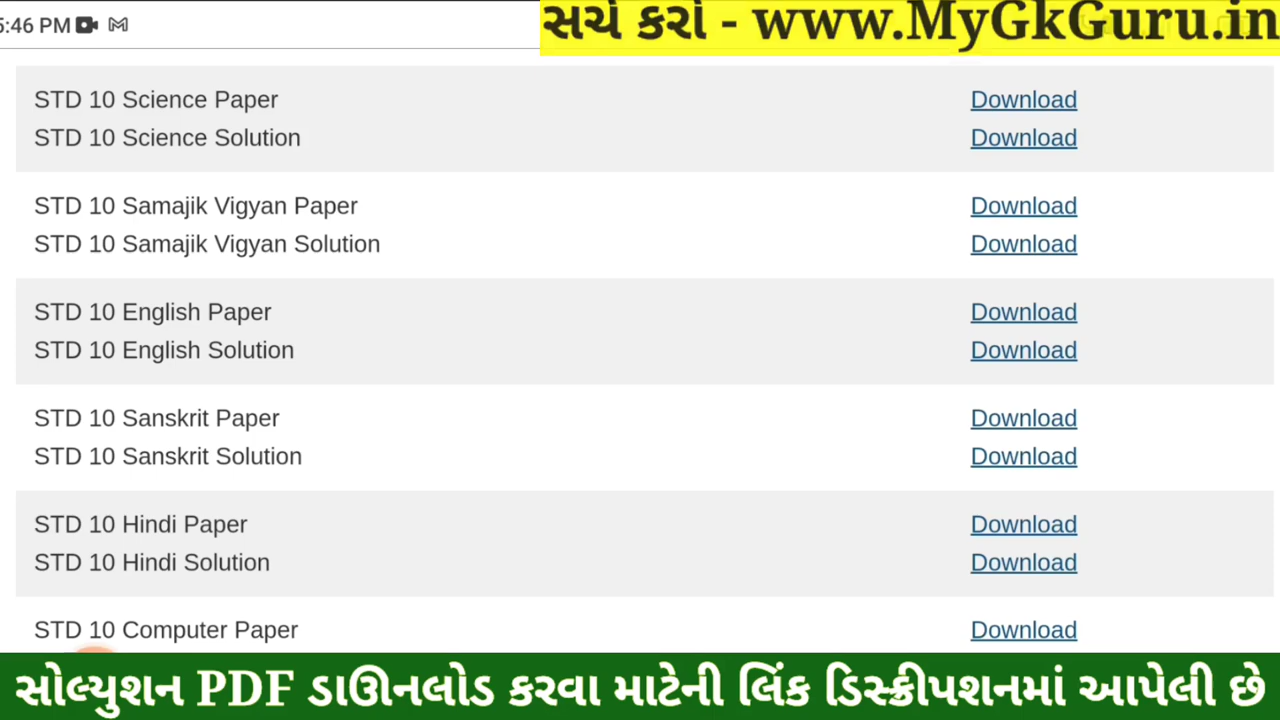 5:46 PM
સર્ચ કરો - www.MyGkGuru.in
STD 10 Science Paper Download
STD 10 Science Solution Download
STD 10 Samajik Vigyan Paper Download
STD 10 Samajik Vigyan Solution Download
STD 10 English Paper Download
STD 10 English Solution Download
STD 10 Sanskrit Paper Download
STD 10 Sanskrit Solution Download
STD 10 Hindi Paper Download
STD 10 Hindi Solution Download
STD 10 Computer Paper Download
સોલ્યુશન PDF ડાઊનલોડ કરવા માટેની લિંક ડિસ્ક્રીપશનમાં આપેલી છે